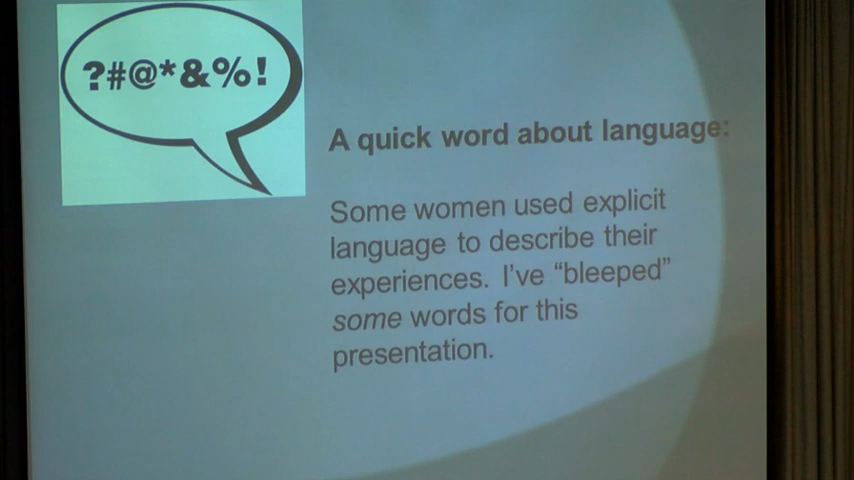 ?#@*&%!
A quick word about language:
Some women used explicit
language to describe their
experiences. I've “bleeped”
some words for this
presentation.